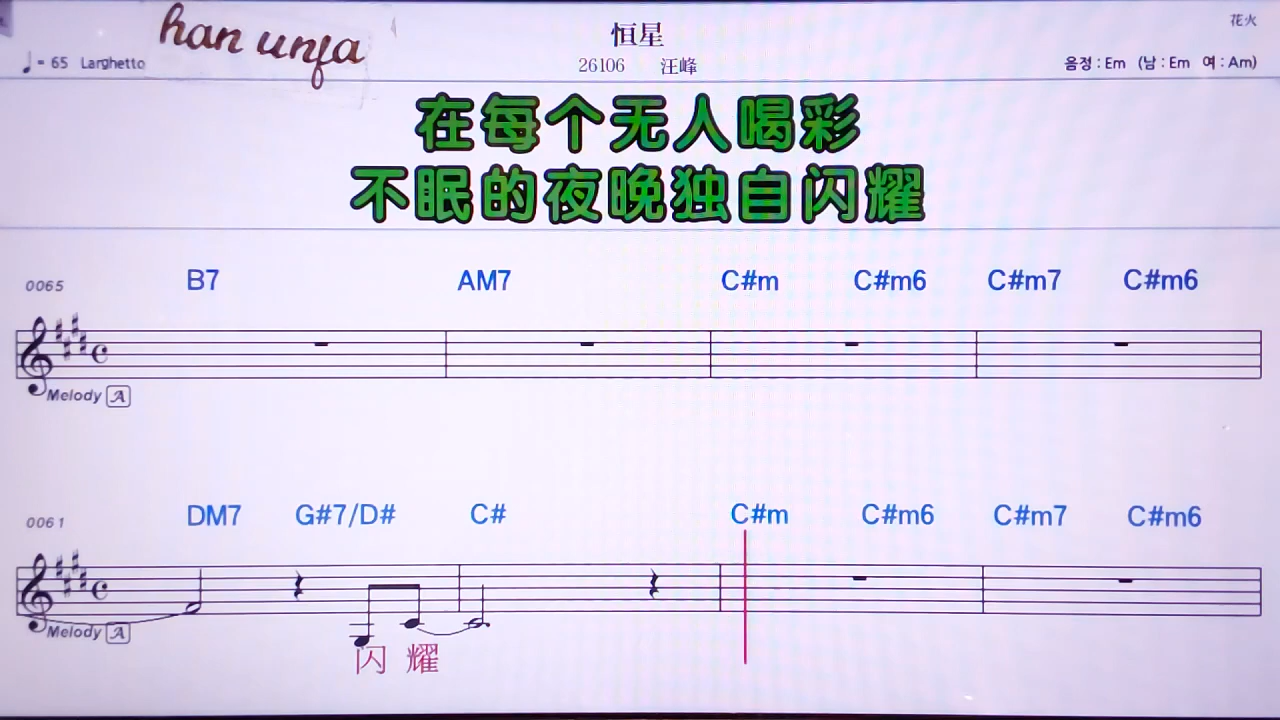 han unfa
恒星
花火
♩= 65 Larghetto
26106 汪峰
음정 : Em (남 : Em 여 : Am)
在每个无人喝彩
不眠的夜晚独自闪耀
0065 B7 AM7 C#m C#m6 C#m7 C#m6
Melody A
0061 DM7 G#7/D# C# C#m C#m6 C#m7 C#m6
Melody A
闪 耀